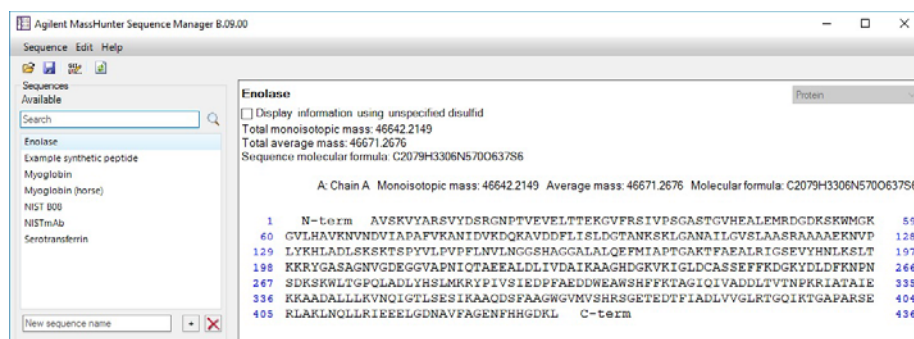 Agilent MassHunter Sequence Manager B.09.00
Sequence Edit Help
Sequences
Available
Search
Enolase
Example synthetic peptide
Myoglobin
Myoglobin (horse)
NIST BOB
NISTmAb
Serotransferrin
New sequence name
+
Enolase
Protein
Display information using unspecified disulfid
Total monoisotopic mass: 46642.2149
Total average mass: 46671.2676
Sequence molecular formula: C2079H3306N570O637S6
A: Chain A Monoisotopic mass: 46642.2149 Average mass: 46671.2676 Molecular formula: C2079H3306N570O637S6
1 N-term AVSKVYARSVYDSRGNPTVEVELTTEKGVFRSIVPSGASTGVHEALEMRDGDKSKWMGK 59
60 GVLHAVKNVNDVIAPAFVKANIDVKDQKAVDDFLISLDGTANKSKLGANAILGVSLAASRAAAAEKNVP 128
129 LYKHLADLSKSKTSPYVLPVPFLNVLNGGSHAGGALALQEFMIAPTGAKTFAEALRIGSEVYHNLKSLT 197
198 KKRYGASAGNVGDEGGVAPNIQTAEEALDLIVDAIKAAGHDGKVKIGLDCASSEFFKDGKYDLDFKNPN 266
267 SDKSKWLTGPQLADLYHSLMKRYPIVSIEDPFAEDDWEAWSHFFKTAGIQIVADDLTVTNPKRIATAIE 335
336 KKAADALLLKVNQIGTLSESIKAAQDSFAAGWGVMVSHRSGETEDTFIADLVVGLRTGQIKTGAPARSE 404
405 RLAKLNQLLRIEEELGDNAVFAGENFHHGDKL C-term 436